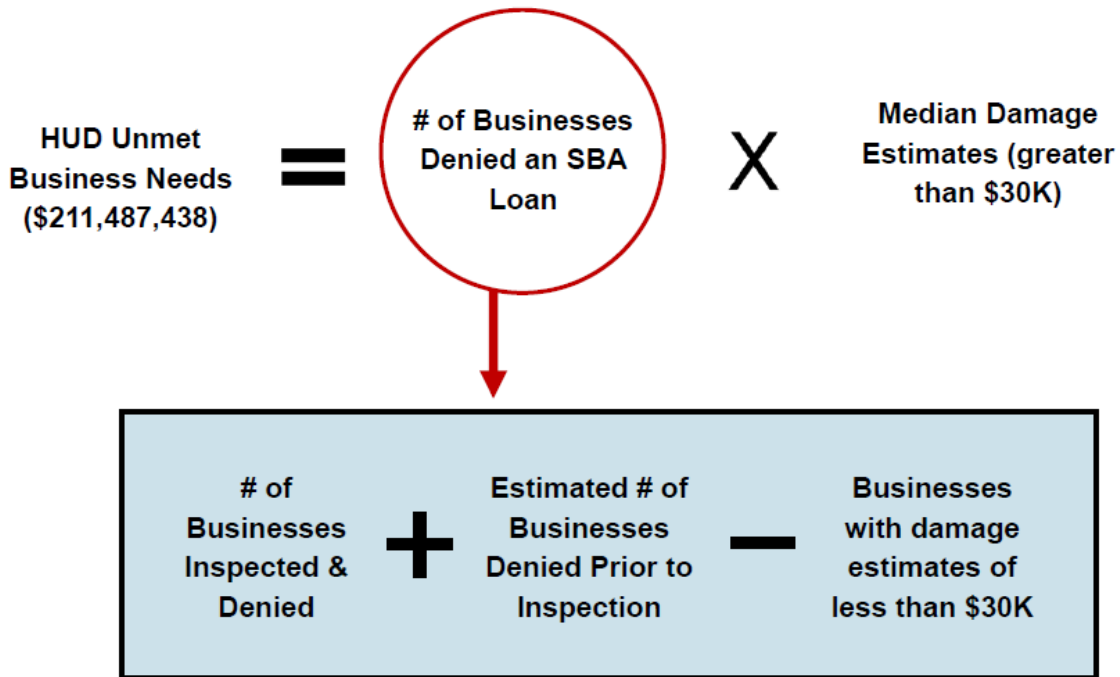 HUD Unmet
Business Needs
($211,487,438)
=
# of Businesses
Denied an SBA
Loan
X
Median Damage
Estimates (greater
than $30K)
# of
Businesses
Inspected &
Denied
+
Estimated # of
Businesses
Denied Prior to
Inspection
−
Businesses
with damage
estimates of
less than $30K